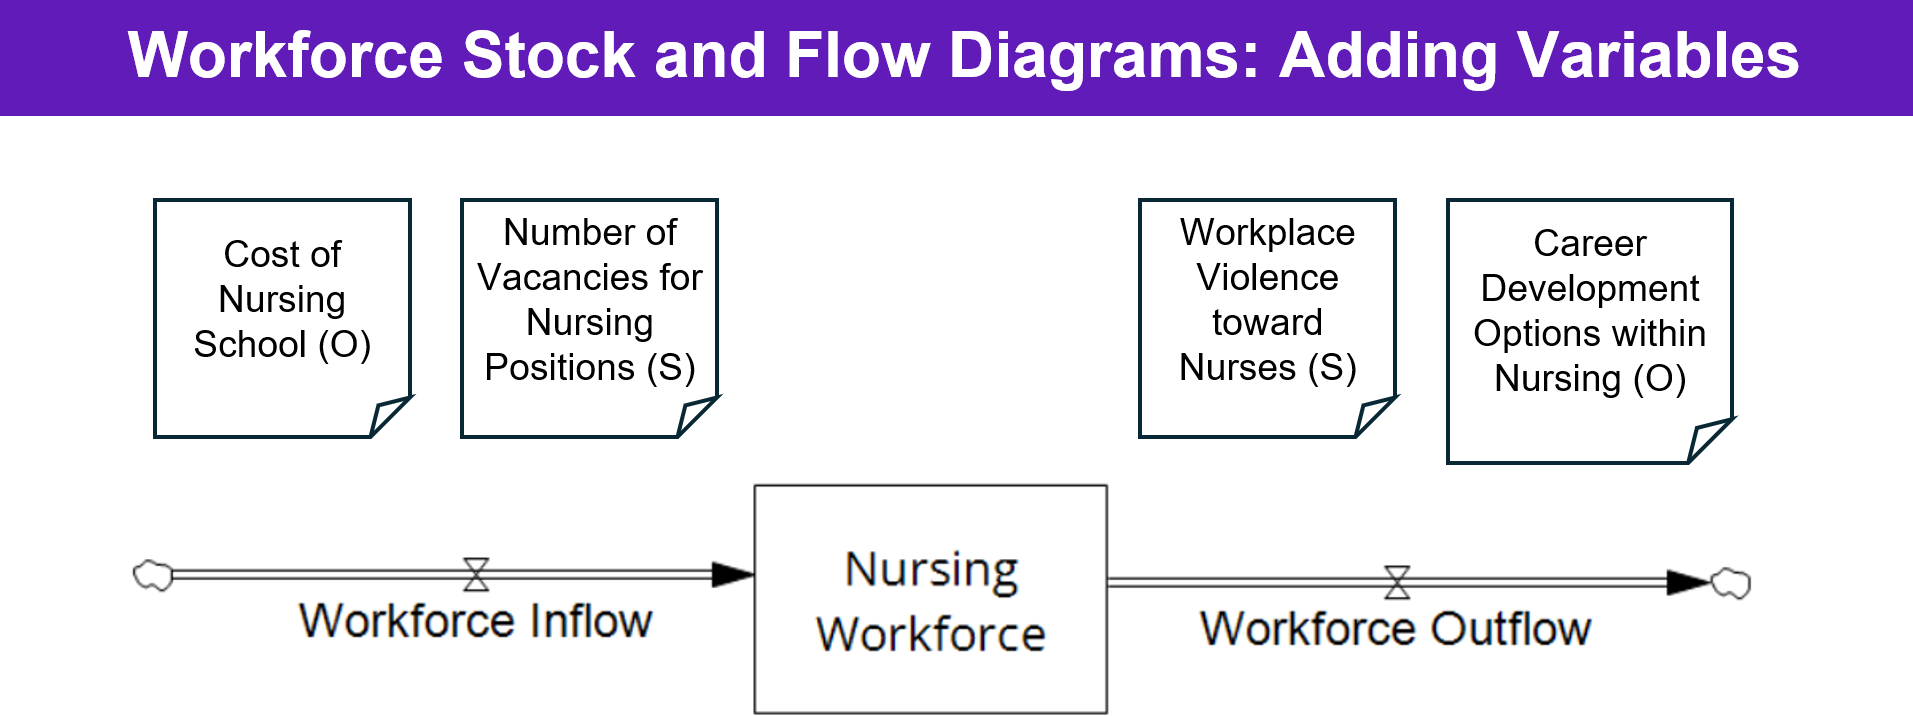 Workforce Stock and Flow Diagrams: Adding Variables
Cost of
Nursing
School (O)
Number of
Vacancies for
Nursing
Positions (S)
Workplace
Violence
toward
Nurses (S)
Career
Development
Options within
Nursing (O)
Workforce Inflow
Nursing
Workforce
Workforce Outflow